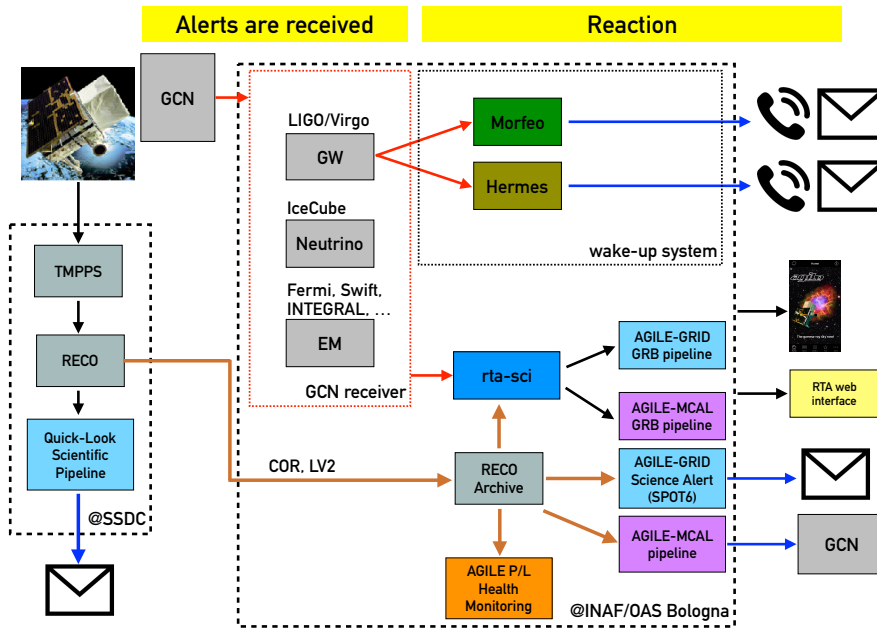 Alerts are received
Reaction
GCN
LIGO/Virgo
GW
IceCube
Neutrino
Fermi, Swift,
INTEGRAL, …
EM
GCN receiver
Morfeo
Hermes
wake-up system
TMPPS
RECO
Quick-Look
Scientific
Pipeline
@SSDC
COR, LV2
rta-sci
RECO
Archive
AGILE P/L
Health
Monitoring
AGILE-GRID
GRB pipeline
AGILE-MCAL
GRB pipeline
AGILE-GRID
Science Alert
(SPOT6)
AGILE-MCAL
pipeline
@INAF/OAS Bologna
agile
RTA web
interface
GCN